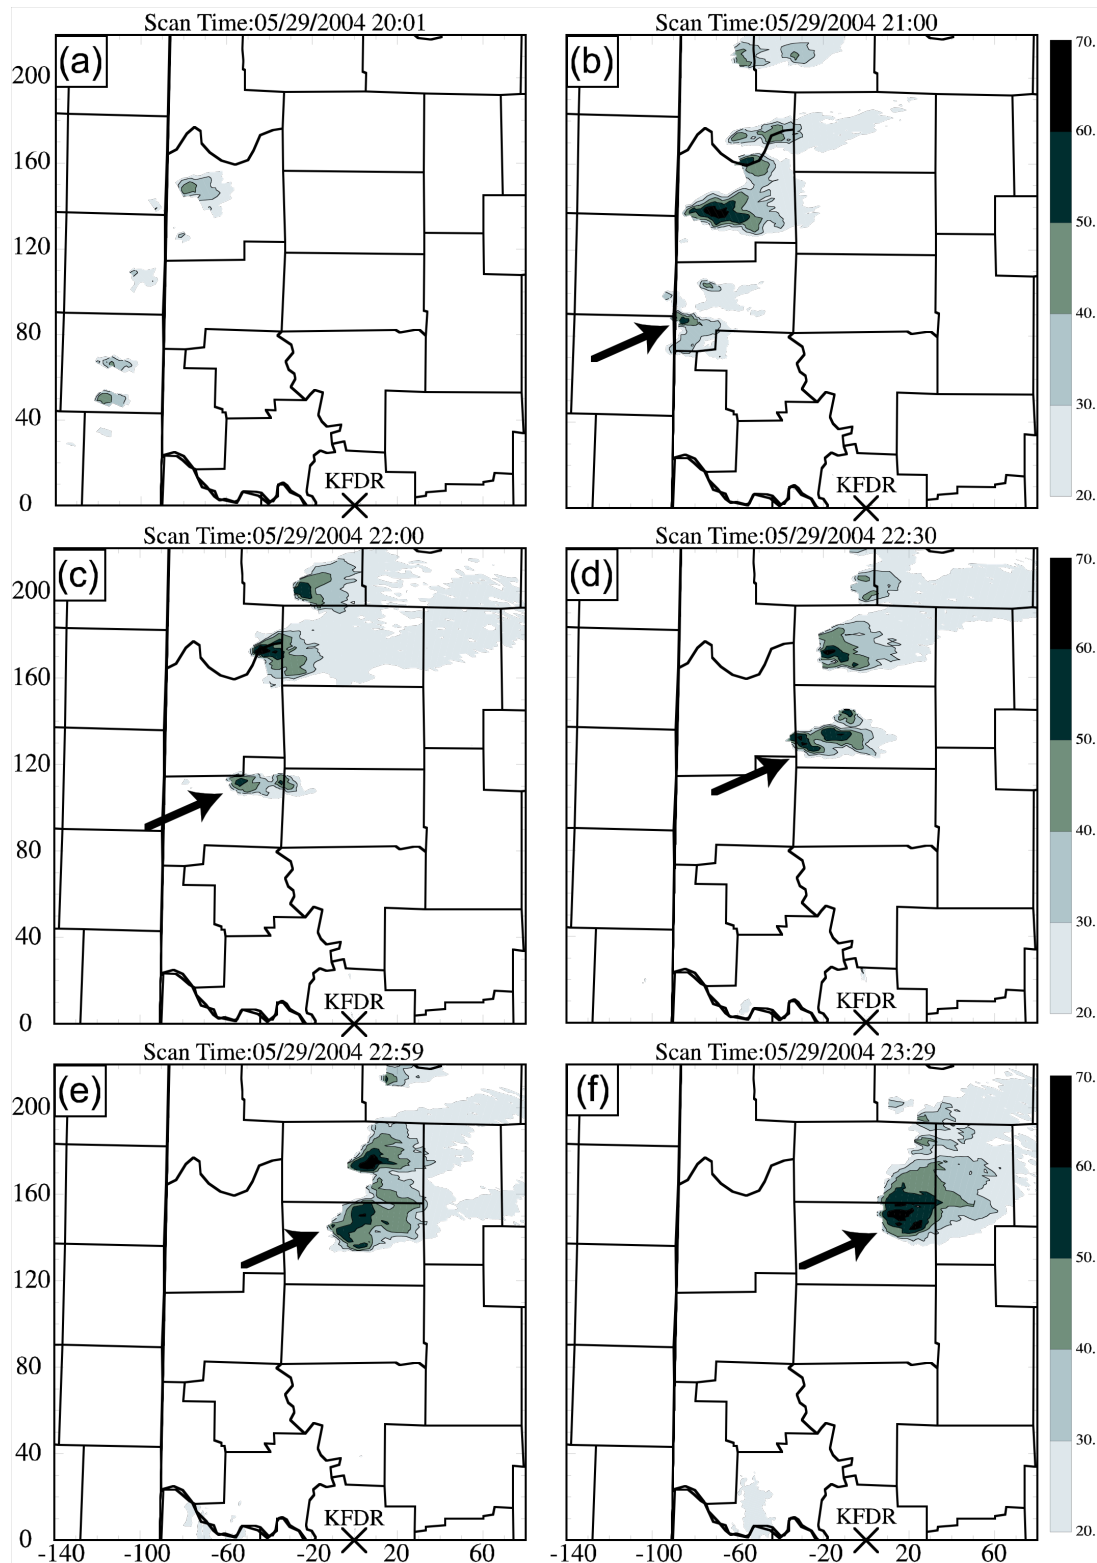 Scan Time:05/29/2004 20:01
Scan Time:05/29/2004 21:00
(a)
(b)
70.
60.
50.
40.
30.
20.
200
160
120
80
40
0
KFDR
KFDR
Scan Time:05/29/2004 22:00
Scan Time:05/29/2004 22:30
(c)
(d)
70.
60.
50.
40.
30.
20.
200
160
120
80
40
0
KFDR
KFDR
Scan Time:05/29/2004 22:59
Scan Time:05/29/2004 23:29
(e)
(f)
70.
60.
50.
40.
30.
20.
200
160
120
80
40
0
KFDR
KFDR
-140 -100 -60 -20 20 60
-140 -100 -60 -20 20 60